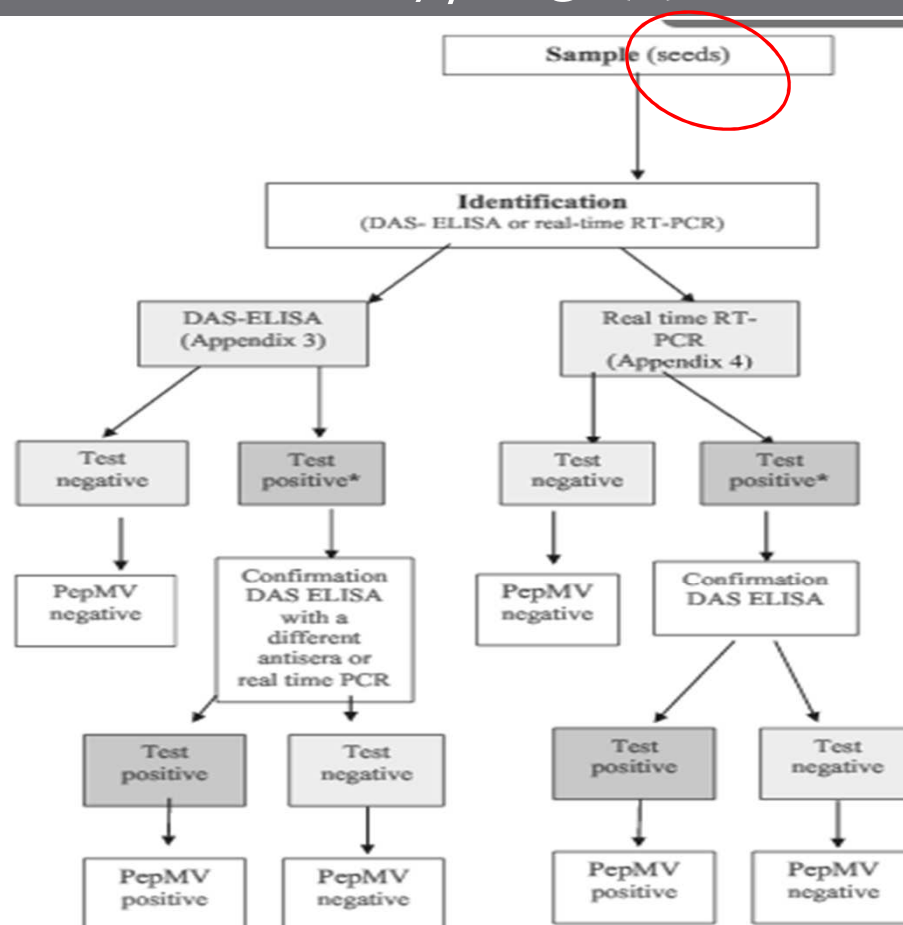 Sample (seeds)
Identification
(DAS- ELISA or real-time RT-PCR)
DAS-ELISA
(Appendix 3)
Real time RT-
PCR
(Appendix 4)
Test
negative
Test
positive*
Test
negative
Test
positive*
PepMV
negative
Confirmation
DAS ELISA
with a
different
antisera or
real time PCR
PepMV
negative
Confirmation
DAS ELISA
Test
positive
Test
negative
Test
positive
Test
negative
PepMV
positive
PepMV
negative
PepMV
positive
PepMV
negative